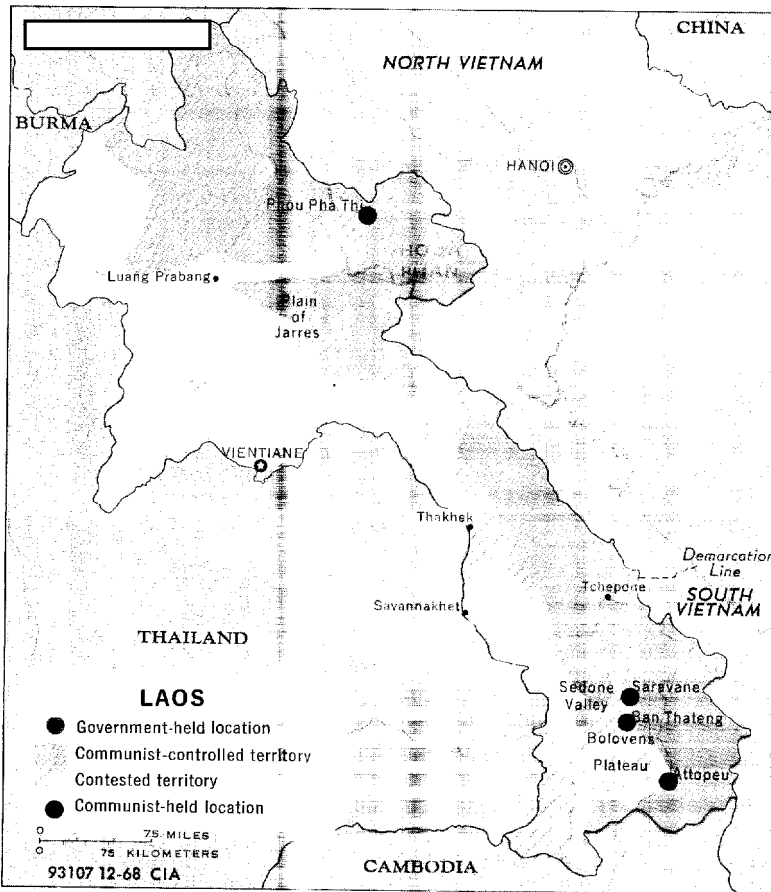 CHINA
NORTH VIETNAM
BURMA
HANOI
Phou Pha Thi
Luang Prabang
Plain
of
Jarres
VIENTIANE
Thakhek
Demarcation
Line
Tchepone
SOUTH
VIETNAM
Savannakhet
THAILAND
Sedone
Valley
Saravane
Ban Thateng
Bolovens
Plateau
Attopeu
LAOS
Government-held location
Communist-controlled territory
Contested territory
Communist-held location
0
75 MILES
0
75 KILOMETERS
93107 12-68 CIA
CAMBODIA